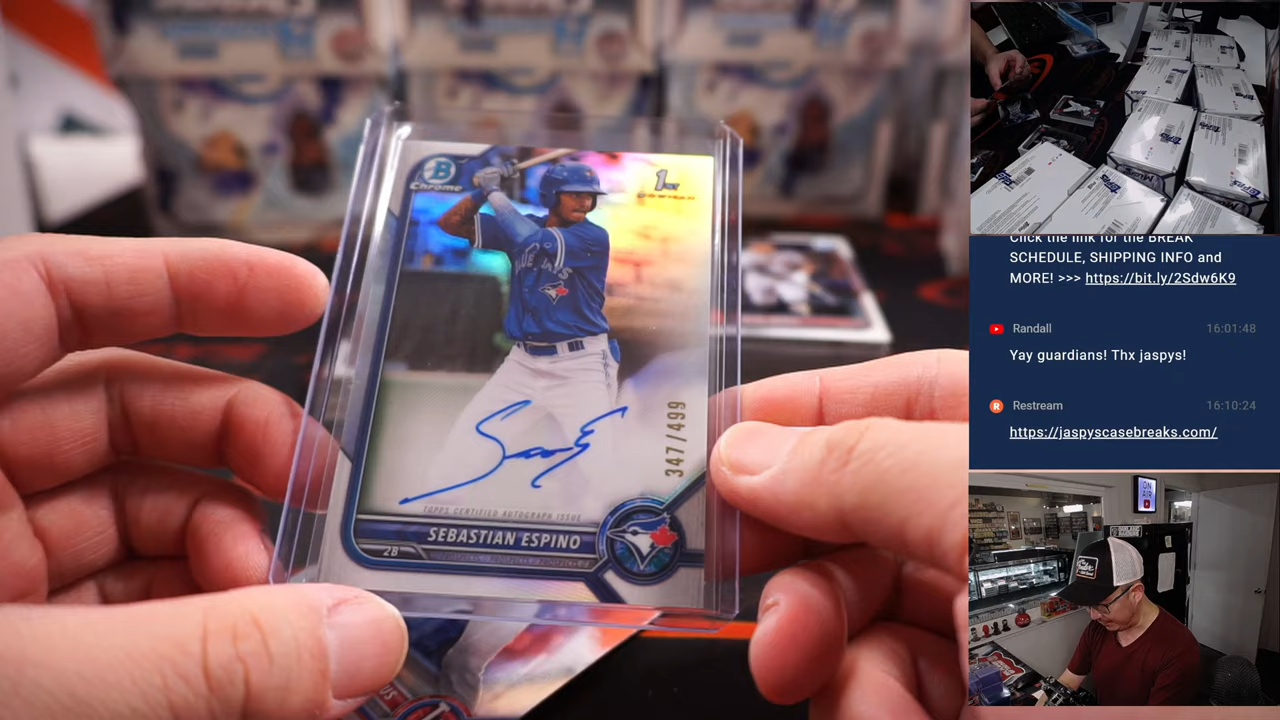 B
Chrome
1ST
BOWMAN
BLUE JAYS
347/499
TOPPS CERTIFIED AUTOGRAPH ISSUE
SEBASTIAN ESPINO
2B
Click the link for the BREAK
SCHEDULE, SHIPPING INFO and
MORE! >>> https://bit.ly/2Sdw6K9
Randall
16:01:48
Yay guardians! Thx jaspys!
R
Restream
16:10:24
https://jaspyscasebreaks.com/
ON
AIR